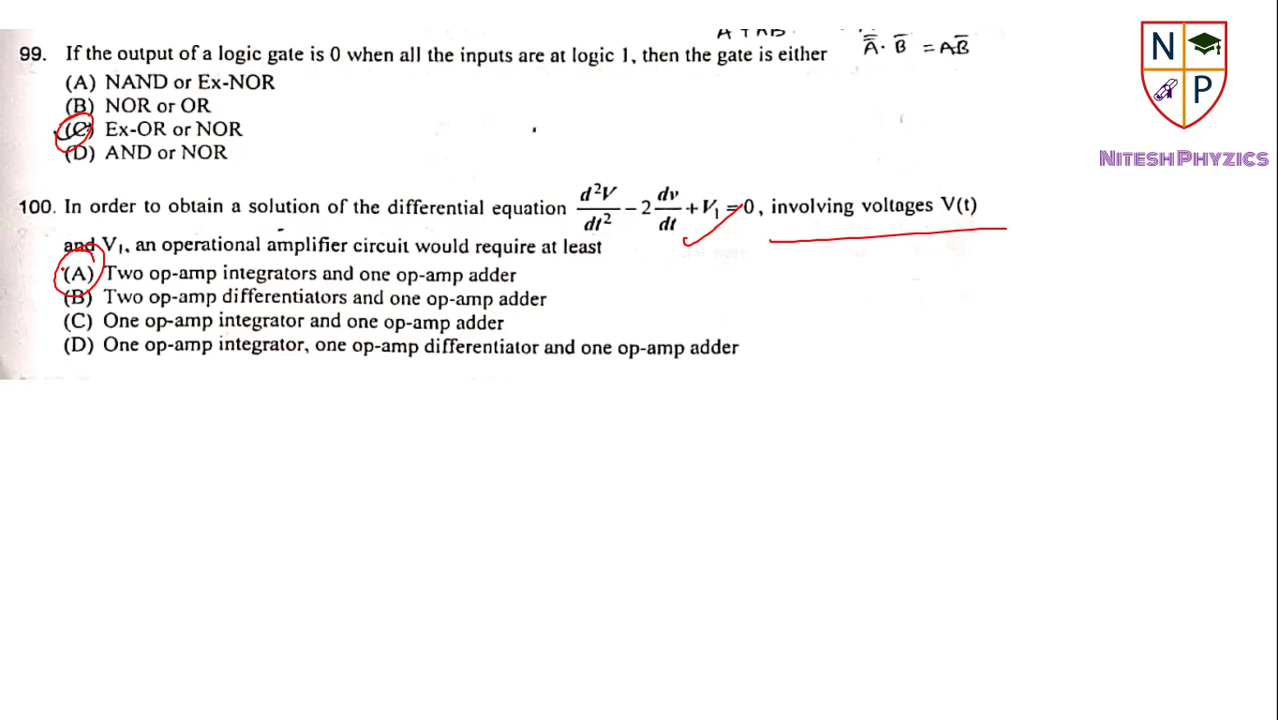 99. If the output of a logic gate is 0 when all the inputs are at logic 1, then the gate is either
A̿ · B̅ = AB̅
(A) NAND or Ex-NOR
(B) NOR or OR
(C) Ex-OR or NOR
(D) AND or NOR
N
P
NITESH PHYZICS
100. In order to obtain a solution of the differential equation d²V/dt² − 2 dv/dt + V₁ = 0, involving voltages V(t)
and V₁, an operational amplifier circuit would require at least
(A) Two op-amp integrators and one op-amp adder
(B) Two op-amp differentiators and one op-amp adder
(C) One op-amp integrator and one op-amp adder
(D) One op-amp integrator, one op-amp differentiator and one op-amp adder